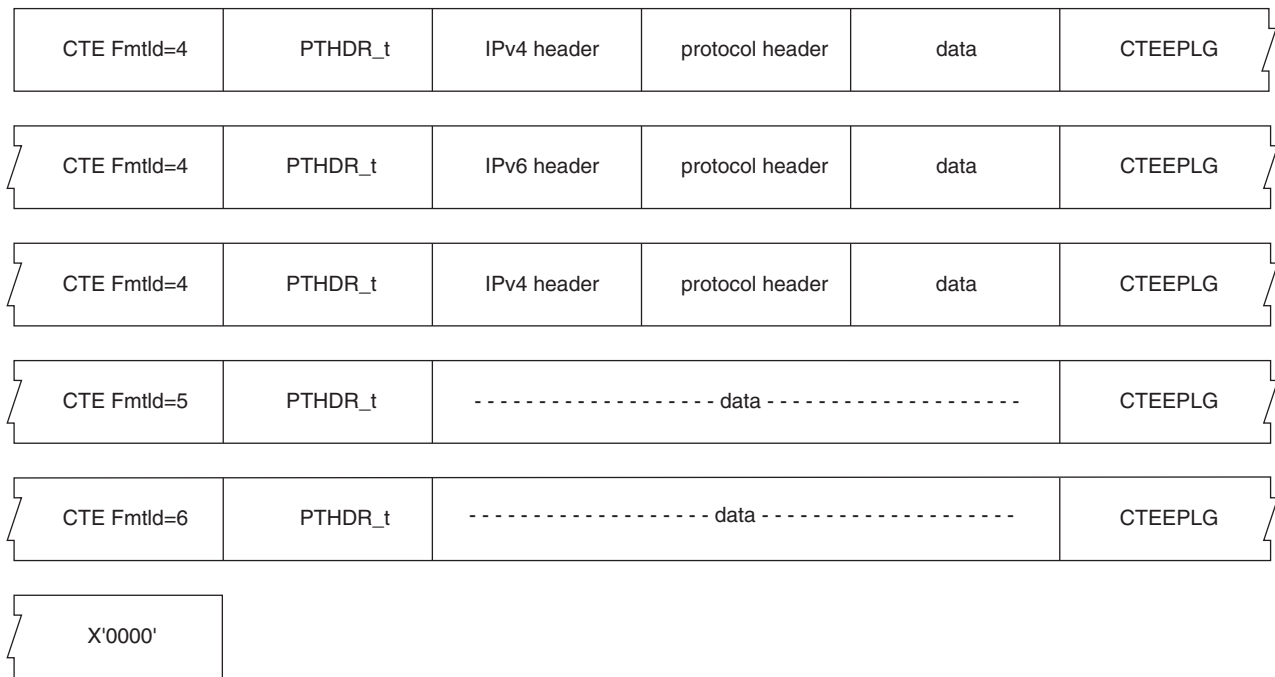 CTE FmtId=4 PTHDR_t IPv4 header protocol header data CTEEPLG
CTE FmtId=4 PTHDR_t IPv6 header protocol header data CTEEPLG
CTE FmtId=4 PTHDR_t IPv4 header protocol header data CTEEPLG
CTE FmtId=5 PTHDR_t - - - - - - - - - - - - - - - - - - - data - - - - - - - - - - - - - - - - - - - - CTEEPLG
CTE FmtId=6 PTHDR_t - - - - - - - - - - - - - - - - - - - data - - - - - - - - - - - - - - - - - - - - CTEEPLG
X'0000'